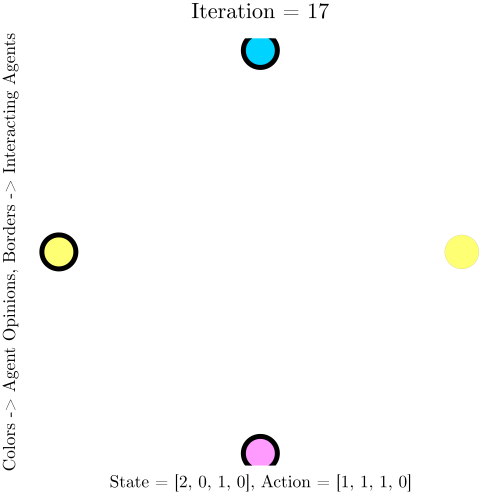 Iteration = 17
Colors -> Agent Opinions, Borders -> Interacting Agents
State = [2, 0, 1, 0], Action = [1, 1, 1, 0]